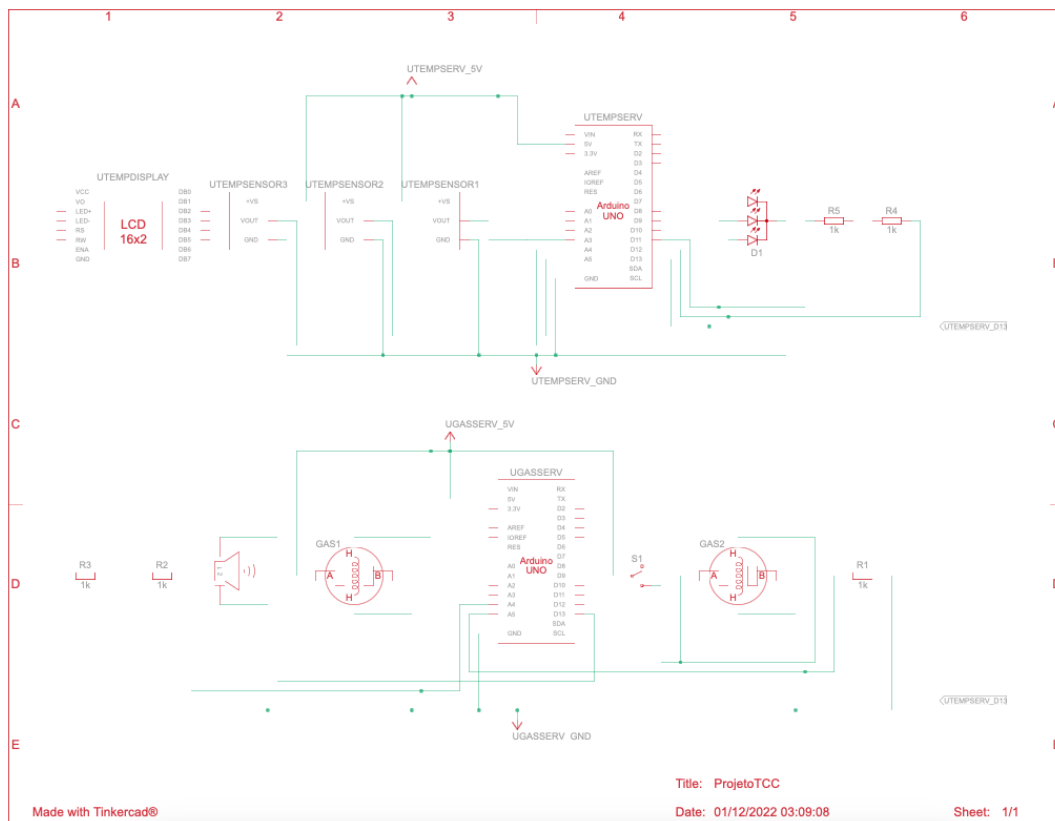 1 2 3 4 5 6
A
UTEMPSERV_5V
UTEMPSERV
VIN RX
5V TX
3.3V D2
D3
AREF D4
IOREF D5
RES D6
D7
A0 D8
A1 D9
A2 D10
A3 D11
A4 D12
A5 D13
SDA
GND SCL
Arduino
UNO
UTEMPDISPLAY
VCC DB0
VO DB1
LED+ DB2
LED- DB3
RS DB4
RW DB5
ENA DB6
GND DB7
LCD
16x2
UTEMPSENSOR3 UTEMPSENSOR2 UTEMPSENSOR1
+VS +VS +VS
VOUT VOUT VOUT
GND GND GND
D1
R5 R4
1k 1k
B
UTEMPSERV_D13
UTEMPSERV_GND
C
UGASSERV_5V
UGASSERV
VIN RX
5V TX
3.3V D2
D3
AREF D4
IOREF D5
RES D6
D7
A0 D8
A1 D9
A2 D10
A3 D11
A4 D12
A5 D13
SDA
GND SCL
Arduino
UNO
D
R3 R2
1k 1k
GAS1
H
A B
H
S1
GAS2
H
A B
H
R1
1k
UTEMPSERV_D13
E
UGASSERV GND
Title: ProjetoTCC
Made with Tinkercad®
Date: 01/12/2022 03:09:08
Sheet: 1/1